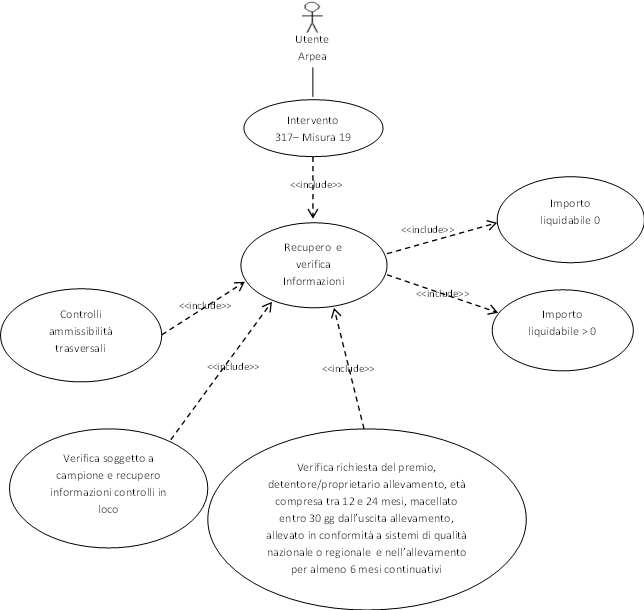 Utente
Arpea
Intervento
317– Misura 19
<<include>>
Recupero e
verifica
Informazioni
<<include>>
Importo
liquidabile 0
<<include>>
Importo
liquidabile > 0
Controlli
ammissibilità
trasversali
<<include>>
<<include>>
<<include>>
Verifica soggetto a
campione e recupero
informazioni controlli in
loco
Verifica richiesta del premio,
detentore/proprietario allevamento, età
compresa tra 12 e 24 mesi, macellato
entro 30 gg dall'uscita allevamento,
allevato in conformità a sistemi di qualità
nazionale o regionale e nell'allevamento
per almeno 6 mesi continuativi